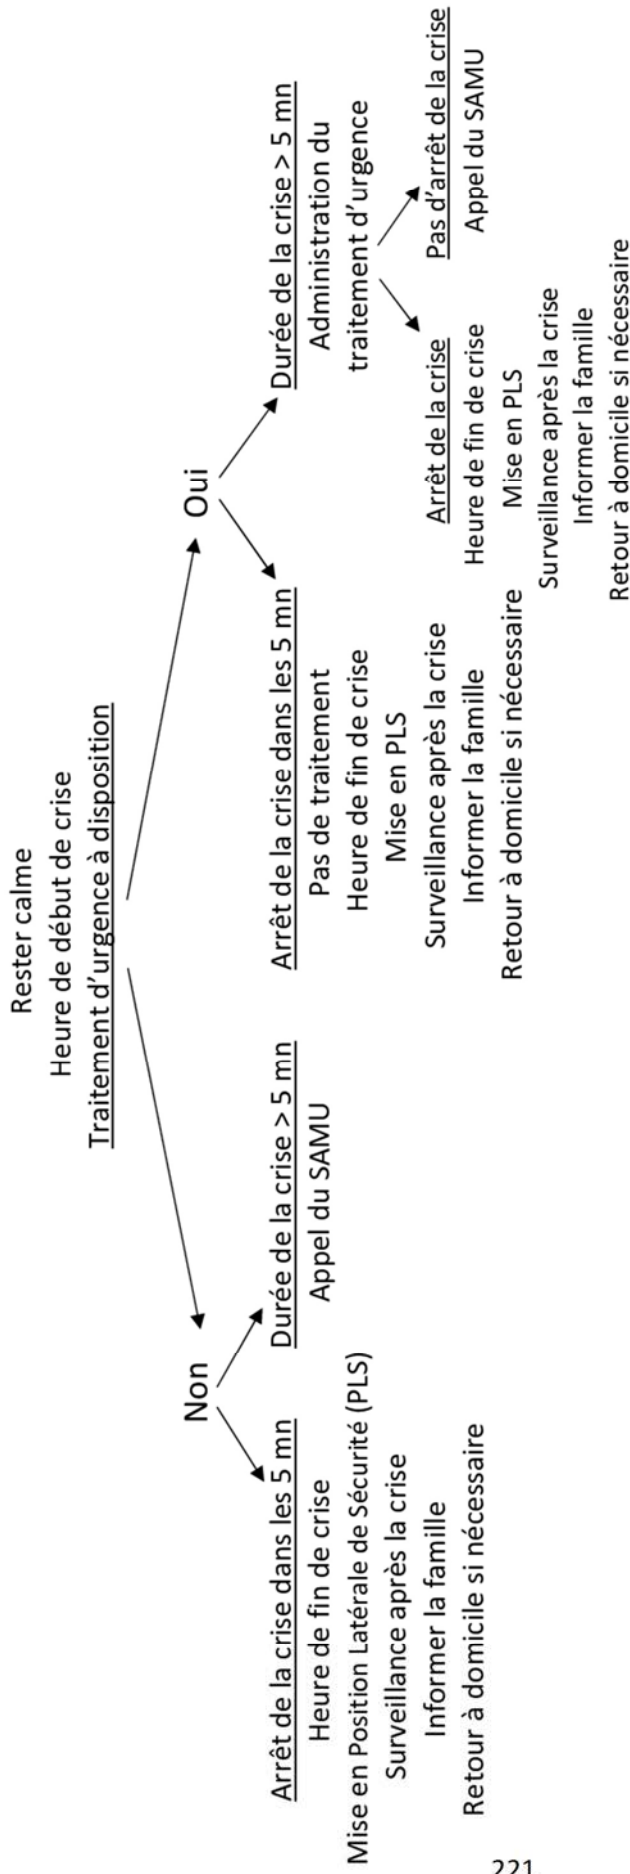 Rester calme
Heure de début de crise
Traitement d'urgence à disposition
Non
Oui
Arrêt de la crise dans les 5 mn
Heure de fin de crise
Mise en Position Latérale de Sécurité (PLS)
Surveillance après la crise
Informer la famille
Retour à domicile si nécessaire
Durée de la crise > 5 mn
Appel du SAMU
Arrêt de la crise dans les 5 mn
Pas de traitement
Heure de fin de crise
Mise en PLS
Surveillance après la crise
Informer la famille
Retour à domicile si nécessaire
Durée de la crise > 5 mn
Administration du
traitement d'urgence
Arrêt de la crise
Heure de fin de crise
Mise en PLS
Surveillance après la crise
Informer la famille
Retour à domicile si nécessaire
Pas d'arrêt de la crise
Appel du SAMU
221